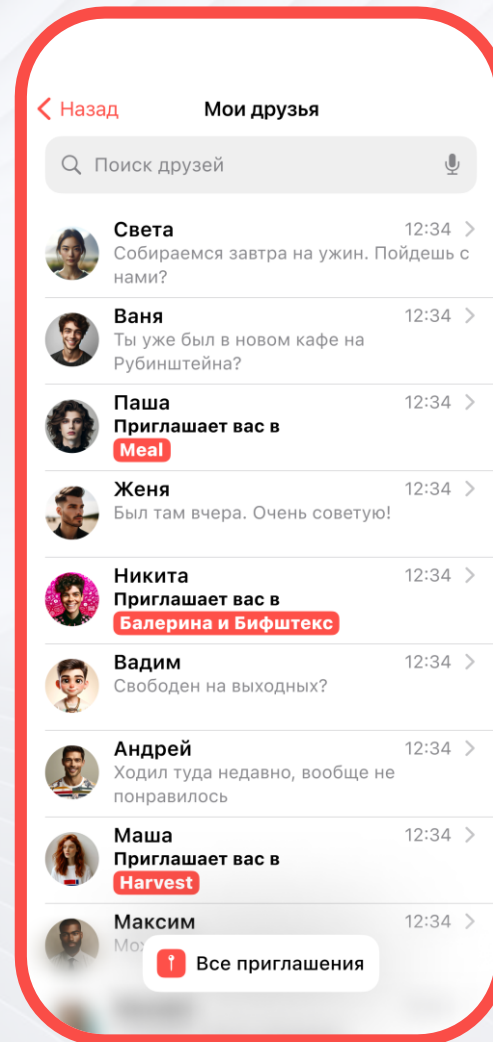 Назад
Мои друзья
Поиск друзей
Света 12:34
Собираемся завтра на ужин. Пойдешь с
нами?
Ваня 12:34
Ты уже был в новом кафе на
Рубинштейна?
Паша 12:34
Приглашает вас в
Meal
Женя 12:34
Был там вчера. Очень советую!
Никита 12:34
Приглашает вас в
Балерина и Бифштекс
Вадим 12:34
Свободен на выходных?
Андрей 12:34
Ходил туда недавно, вообще не
понравилось
Маша 12:34
Приглашает вас в
Harvest
Максим 12:34
Все приглашения